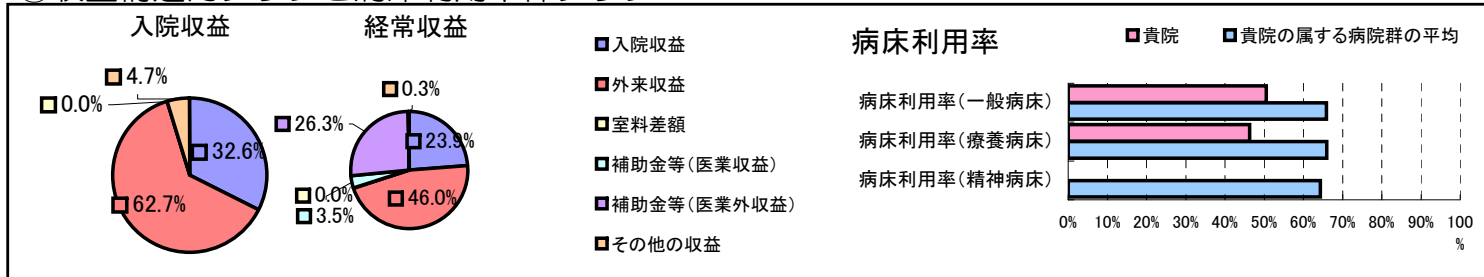 入院収益
4.7%
0.0%
32.6%
62.7%
経常収益
0.3%
26.3%
23.9%
0.0%
3.5%
46.0%
入院収益
外来収益
室料差額
補助金等(医業収益)
補助金等(医業外収益)
その他の収益
病床利用率
貴院
貴院の属する病院群の平均
病床利用率(一般病床)
病床利用率(療養病床)
病床利用率(精神病床)
0% 10% 20% 30% 40% 50% 60% 70% 80% 90% 100
%